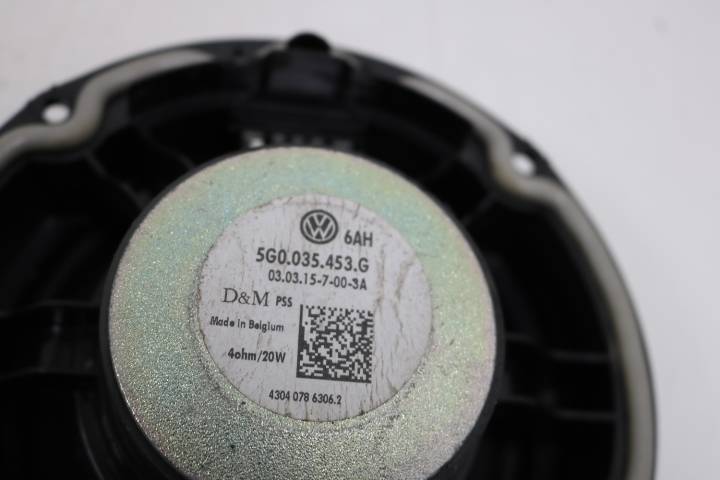 6AH
5G0.035.453.G
03.03.15-7-00-3A
D&M PSS
Made in Belgium
4ohm/20W
4304 078 6306.2